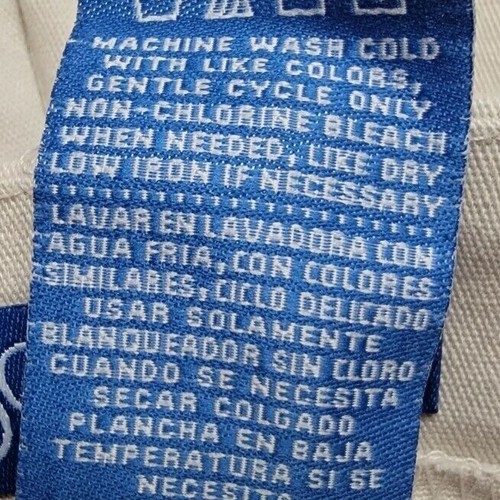 MACHINE WASH COLD
WITH LIKE COLORS,
GENTLE CYCLE ONLY
NON-CHLORINE BLEACH
WHEN NEEDED, LIKE DRY
LOW IRON IF NECESSARY
LAVAR EN LAVADORA CON
AGUA FRIA, CON COLORES
SIMILARES, CICLO DELICADO
USAR SOLAMENTE
BLANQUEADOR SIN CLORO
CUANDO SE NECESITA
SECAR COLGADO
PLANCHA EN BAJA
TEMPERATURA SI SE
NECESITA